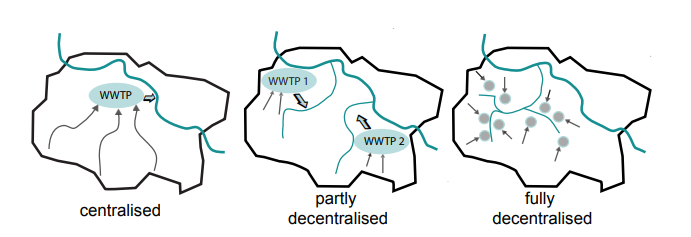 WWTP
centralised
WWTP 1
WWTP 2
partly
decentralised
fully
decentralised